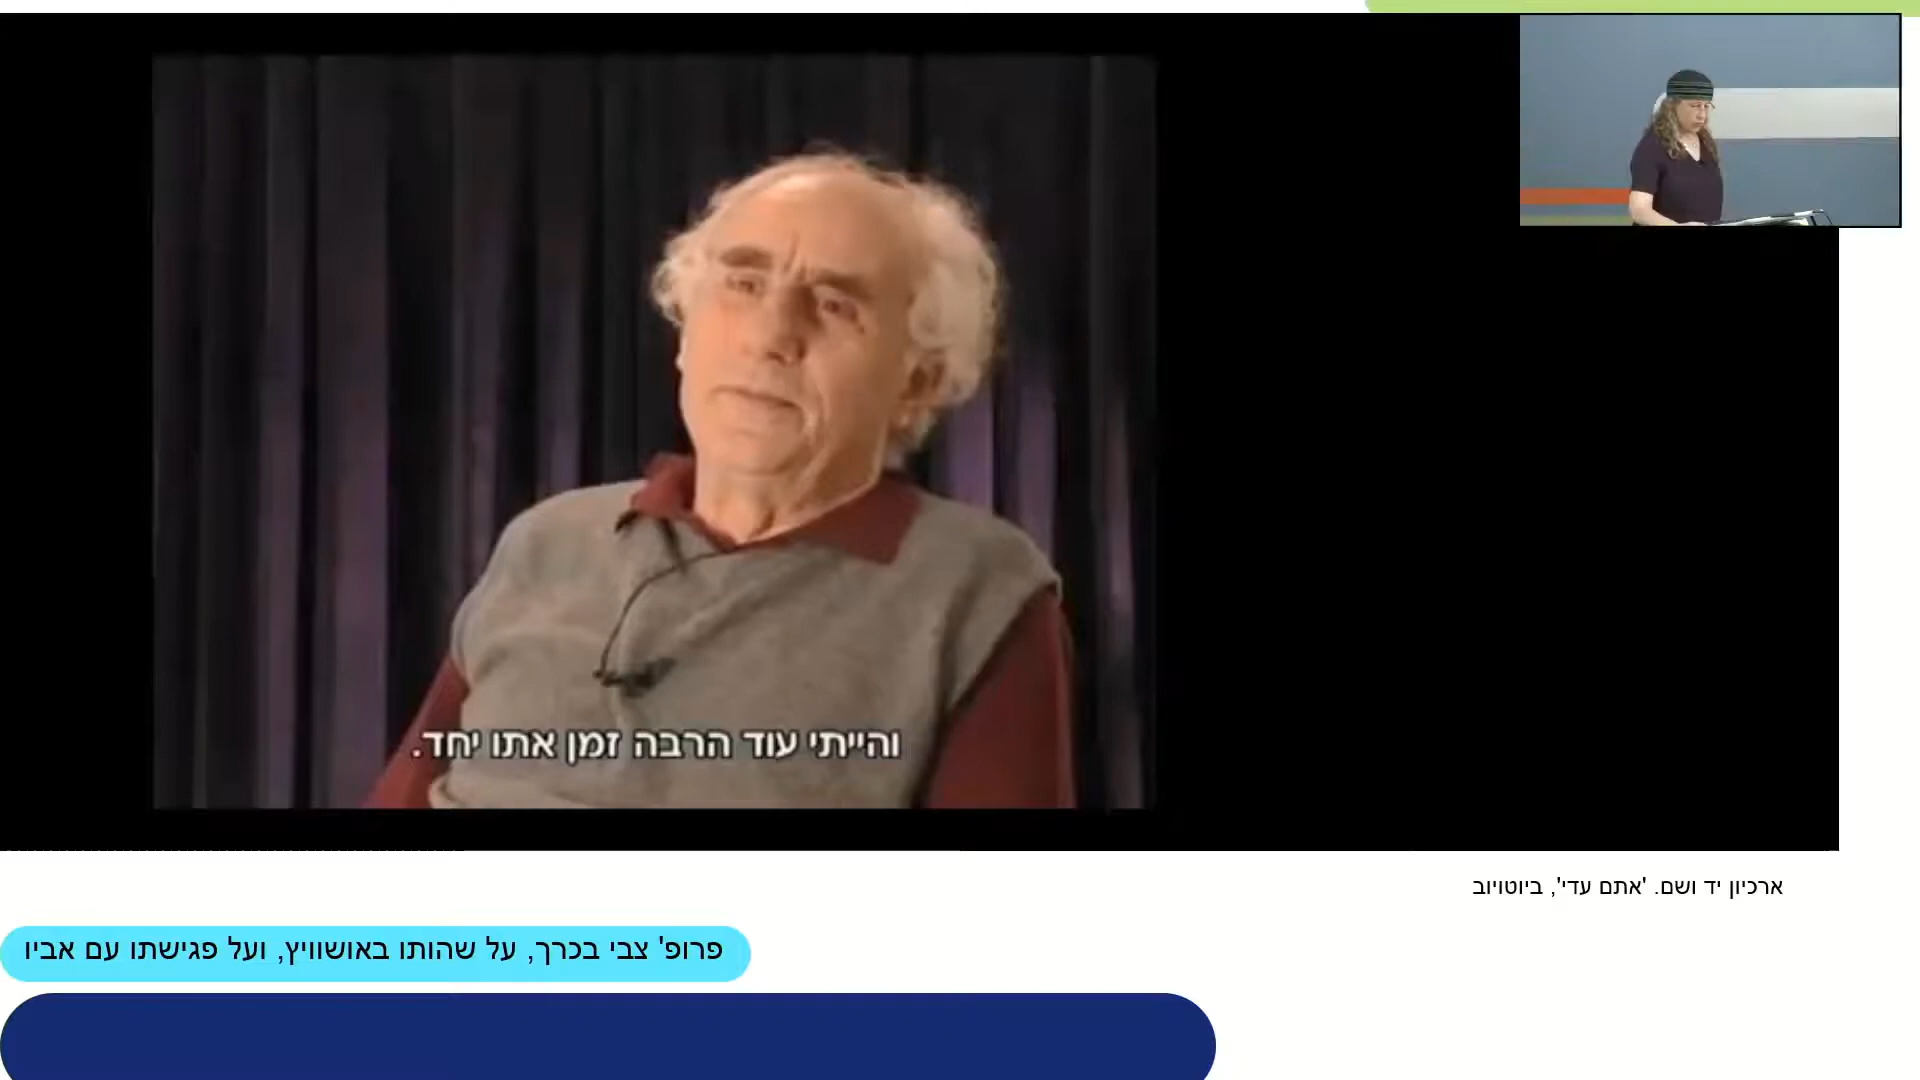 והייתי עוד הרבה זמן אתו יחד.
ארכיון יד ושם. 'אתם עדי', ביוטויוב
פרופ' צבי בכרך, על שהותו באושוויץ, ועל פגישתו עם אביו